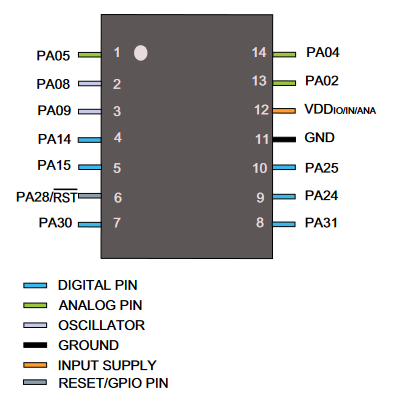 PA05 1 14 PA04
PA08 2 13 PA02
PA09 3 12 VDDIO/IN/ANA
PA14 4 11 GND
PA15 5 10 PA25
PA28/RST 6 9 PA24
PA30 7 8 PA31
DIGITAL PIN
ANALOG PIN
OSCILLATOR
GROUND
INPUT SUPPLY
RESET/GPIO PIN